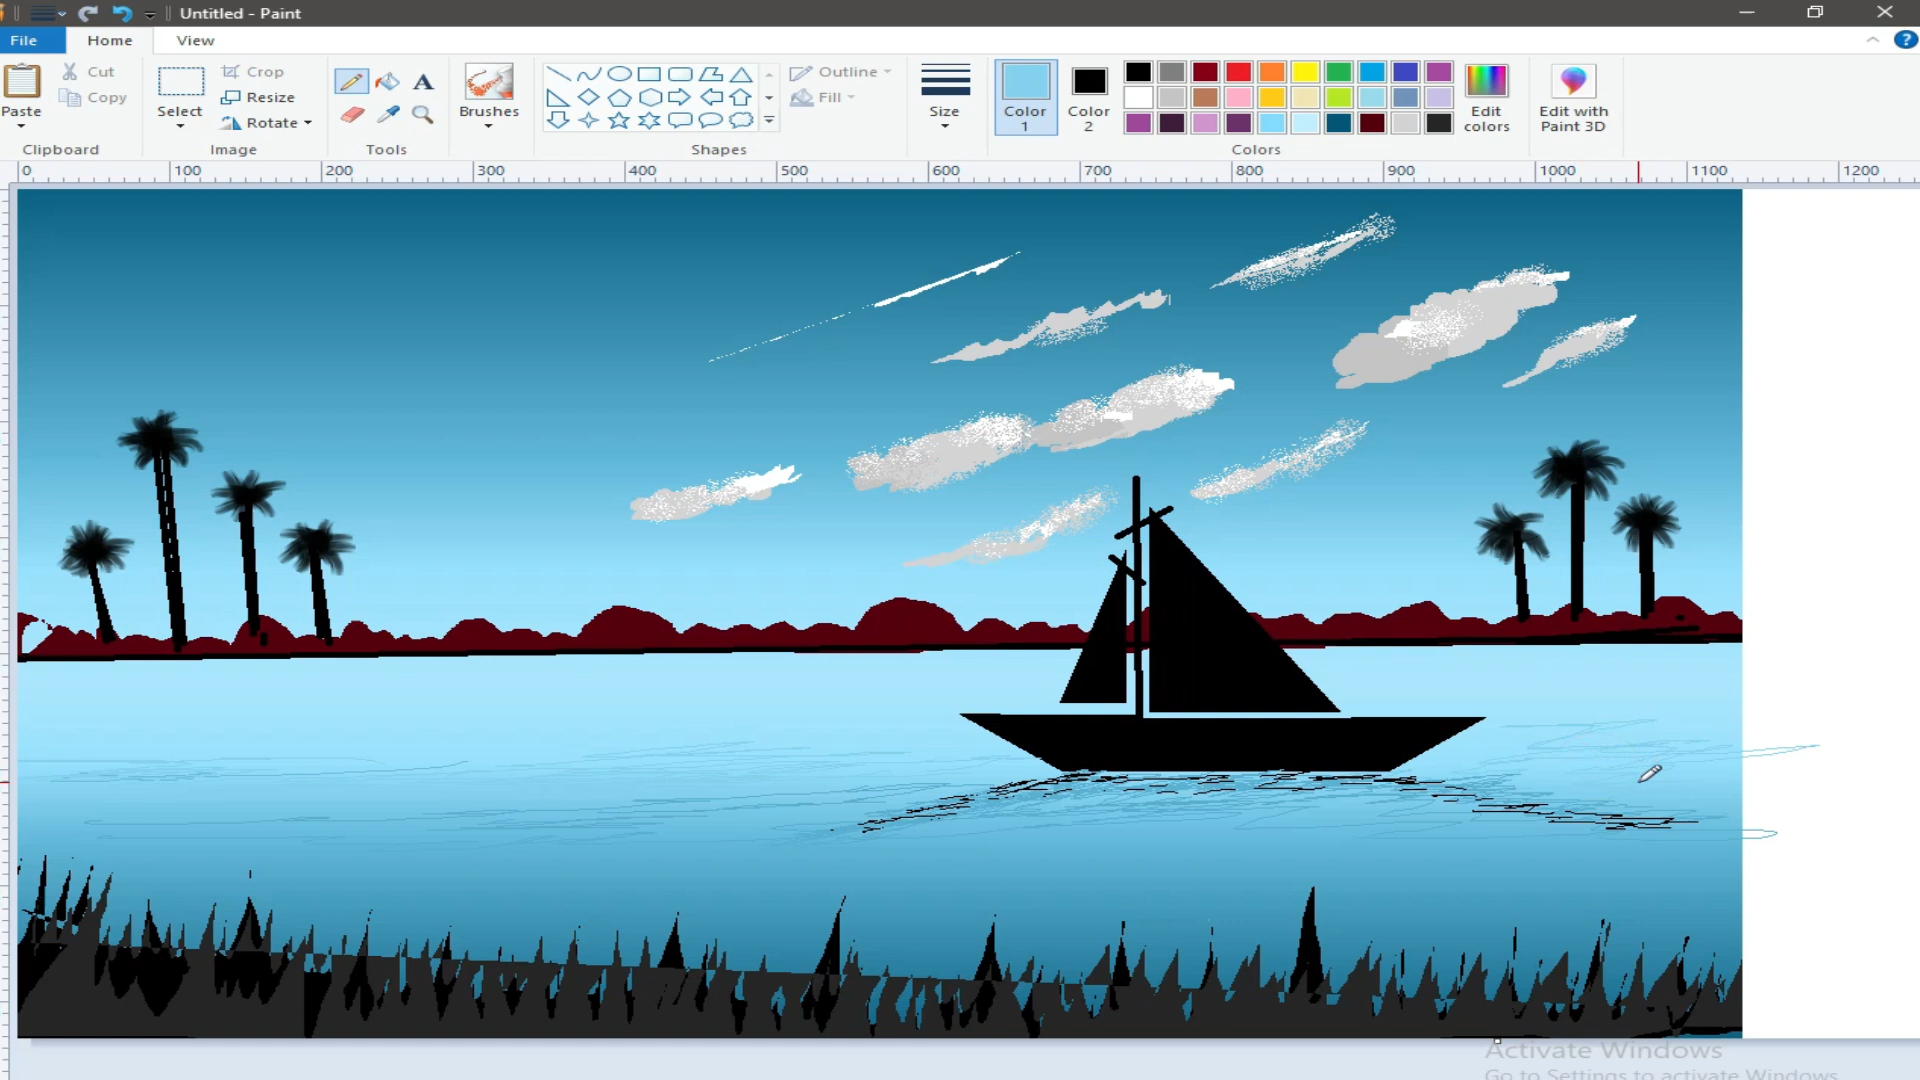 Untitled - Paint
File Home View
Paste
Cut
Copy
Clipboard
Select
Crop
Resize
Rotate
Image
A
Tools
Brushes
Shapes
Outline
Fill
Size
Color
1
Color
2
Edit
colors
Colors
Edit with
Paint 3D
?
0 100 200 300 400 500 600 700 800 900 1000 1100 1200
Activate Windows
Go to Settings to activate Windows